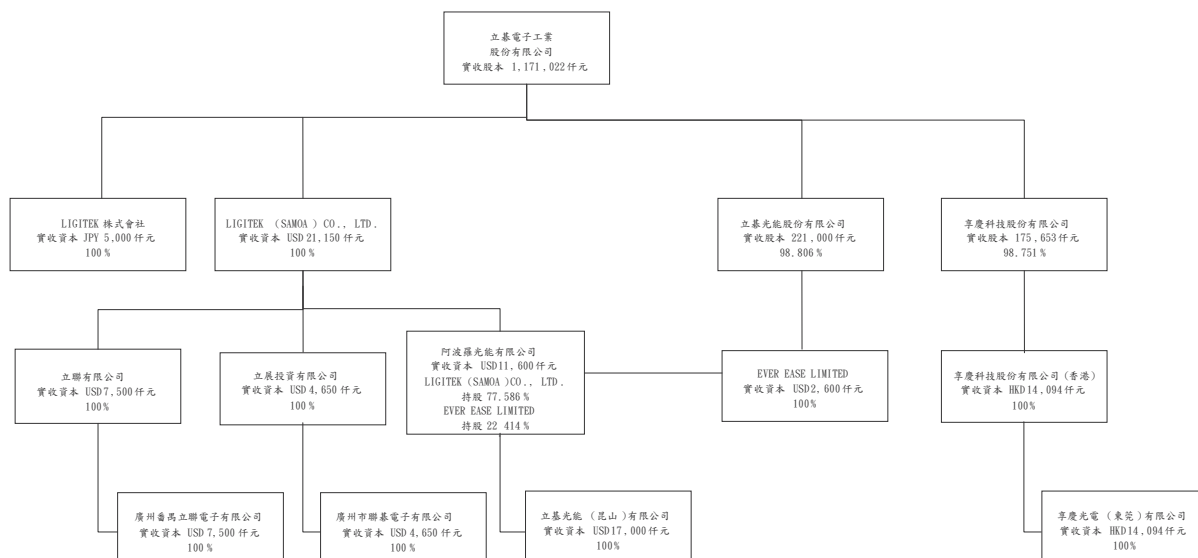 立碁電子工業
股份有限公司
實收股本 1,171,022仟元
LIGITEK 株式會社
實收資本 JPY 5,000仟元
100%
LIGITEK （SAMOA）CO., LTD.
實收資本 USD 21,150仟元
100%
立碁光能股份有限公司
實收股本 221,000仟元
98.806%
享慶科技股份有限公司
實收股本 175,653仟元
98.751%
立聯有限公司
實收資本 USD 7,500仟元
100%
立展投資有限公司
實收資本 USD 4,650仟元
100%
阿波羅光能有限公司
實收資本 USD11,600仟元
LIGITEK (SAMOA )CO., LTD.
持股 77.586%
EVER EASE LIMITED
持股 22 414%
EVER EASE LIMITED
實收資本 USD2,600仟元
100%
享慶科技股份有限公司(香港)
實收資本 HKD14,094仟元
100%
廣州番禺立聯電子有限公司
實收資本 USD 7,500仟元
100%
廣州市聯碁電子有限公司
實收資本 USD 4,650仟元
100%
立基光能 (昆山)有限公司
實收資本 USD17,000仟元
100%
享慶光電 (東莞)有限公司
實收資本 HKD14,094仟元
100%